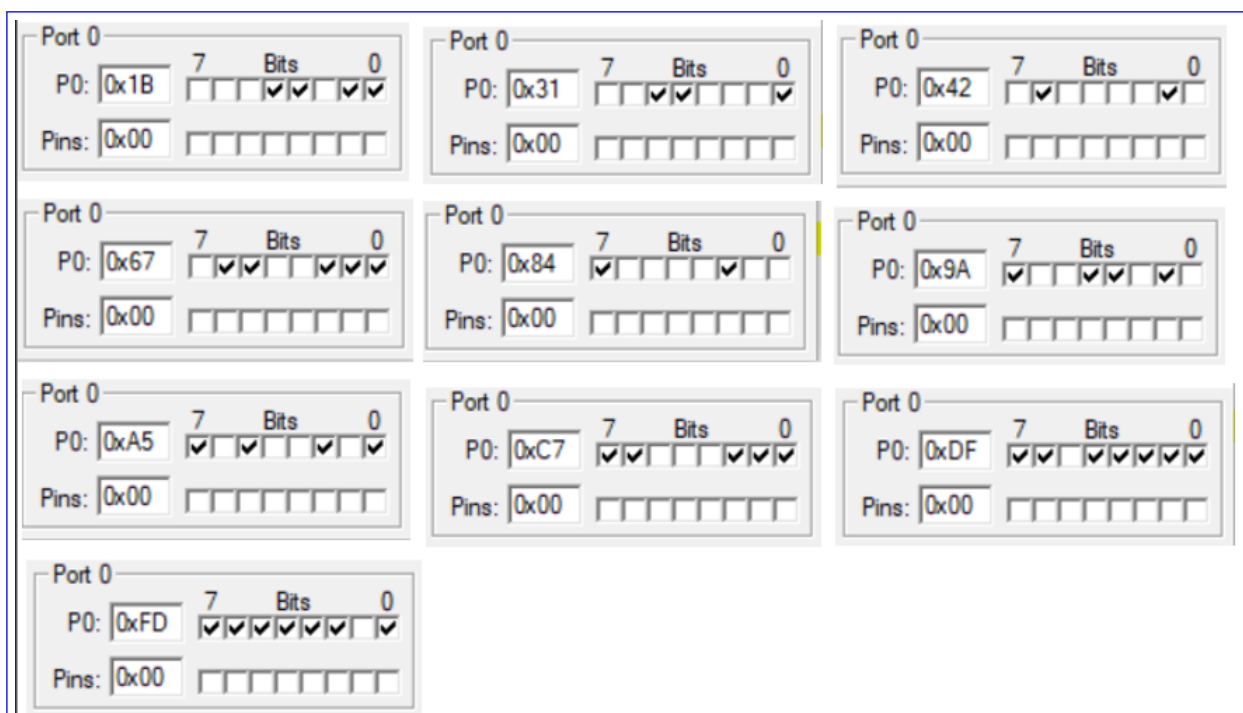 Port 0
7 Bits 0
P0: 0x1B
Pins: 0x00
Port 0
7 Bits 0
P0: 0x31
Pins: 0x00
Port 0
7 Bits 0
P0: 0x42
Pins: 0x00
Port 0
7 Bits 0
P0: 0x67
Pins: 0x00
Port 0
7 Bits 0
P0: 0x84
Pins: 0x00
Port 0
7 Bits 0
P0: 0x9A
Pins: 0x00
Port 0
7 Bits 0
P0: 0xA5
Pins: 0x00
Port 0
7 Bits 0
P0: 0xC7
Pins: 0x00
Port 0
7 Bits 0
P0: 0xDF
Pins: 0x00
Port 0
7 Bits 0
P0: 0xFD
Pins: 0x00